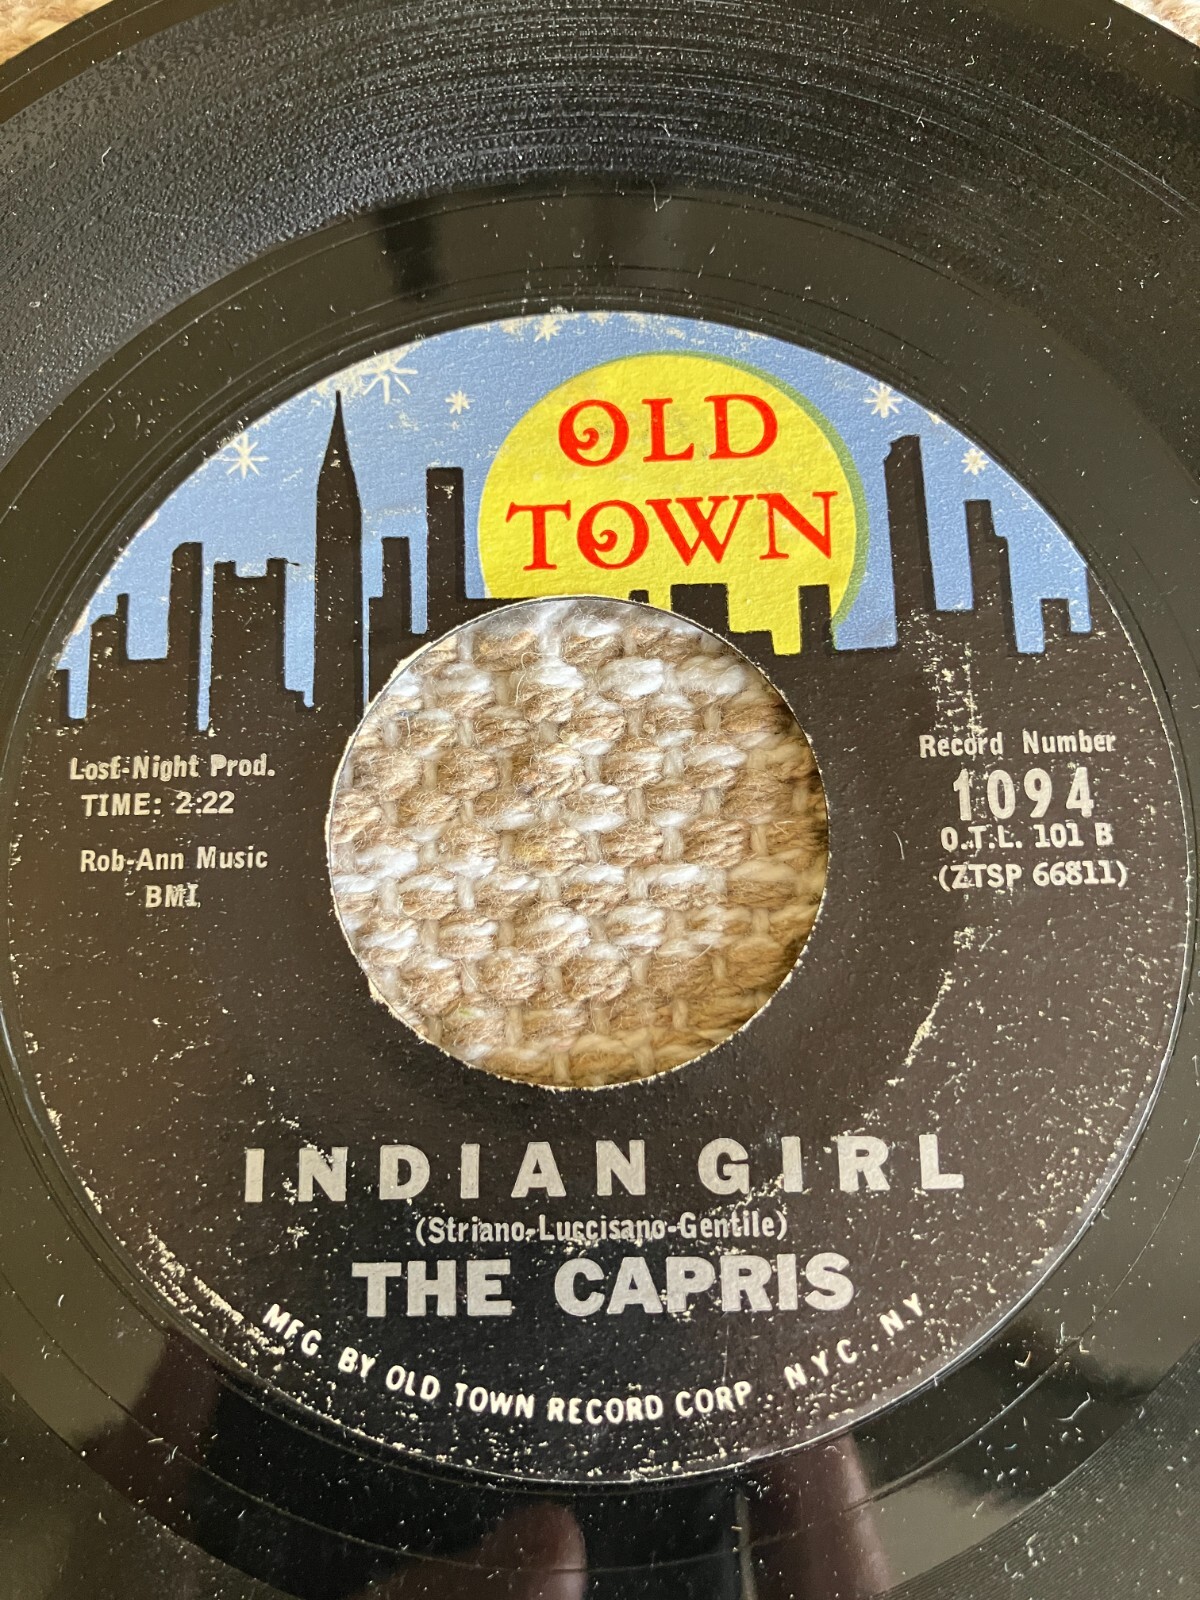 OLD
TOWN
Lost-Night Prod.
TIME: 2:22
Rob-Ann Music
BMI
Record Number
1094
O.T.L. 101 B
(ZTSP 66811)
INDIAN GIRL
(Striano-Luccisano-Gentile)
THE CAPRIS
MFG. BY OLD TOWN RECORD CORP. N.Y.C., N.Y.